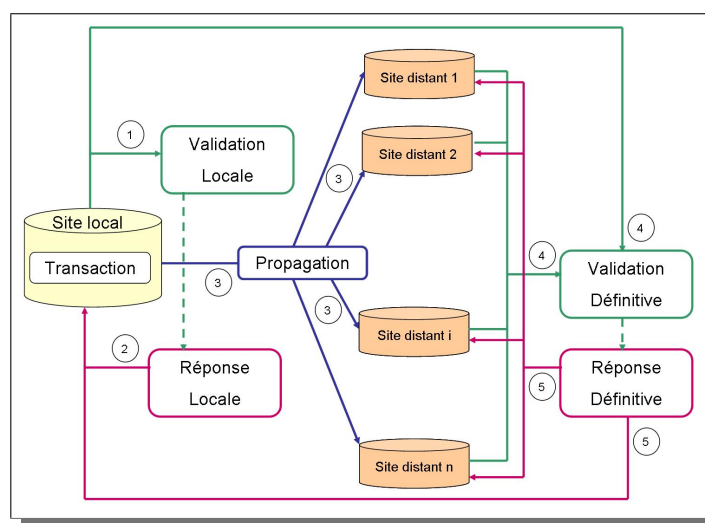 Site distant 1
1
Validation
Locale
Site distant 2
3
Site local
Transaction
3
Propagation
4
4
Validation
Définitive
3
Site distant i
2
Réponse
Locale
5
Réponse
Définitive
5
Site distant n